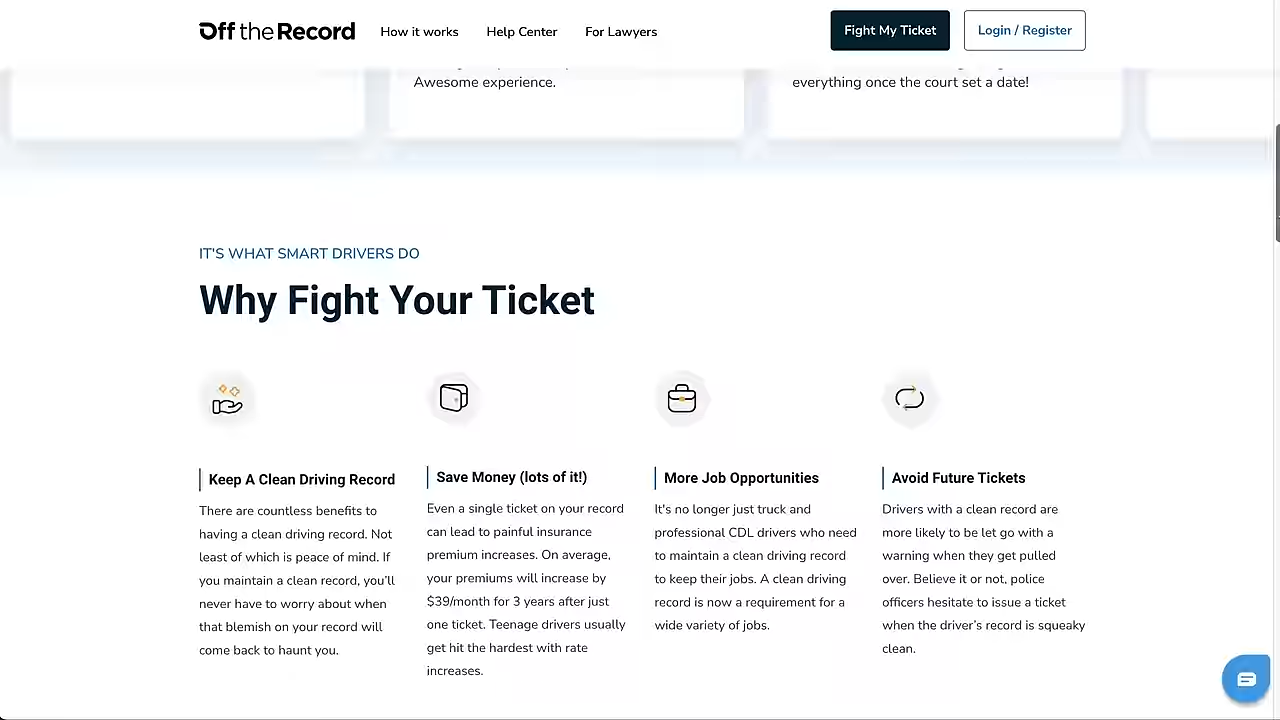 Off the Record
How it works
Help Center
For Lawyers
Fight My Ticket
Login / Register
Awesome experience.
everything once the court set a date!
IT'S WHAT SMART DRIVERS DO
Why Fight Your Ticket
Keep A Clean Driving Record
There are countless benefits to
having a clean driving record. Not
least of which is peace of mind. If
you maintain a clean record, you’ll
never have to worry about when
that blemish on your record will
come back to haunt you.
Save Money (lots of it!)
Even a single ticket on your record
can lead to painful insurance
premium increases. On average,
your premiums will increase by
$39/month for 3 years after just
one ticket. Teenage drivers usually
get hit the hardest with rate
increases.
More Job Opportunities
It's no longer just truck and
professional CDL drivers who need
to maintain a clean driving record
to keep their jobs. A clean driving
record is now a requirement for a
wide variety of jobs.
Avoid Future Tickets
Drivers with a clean record are
more likely to be let go with a
warning when they get pulled
over. Believe it or not, police
officers hesitate to issue a ticket
when the driver’s record is squeaky
clean.